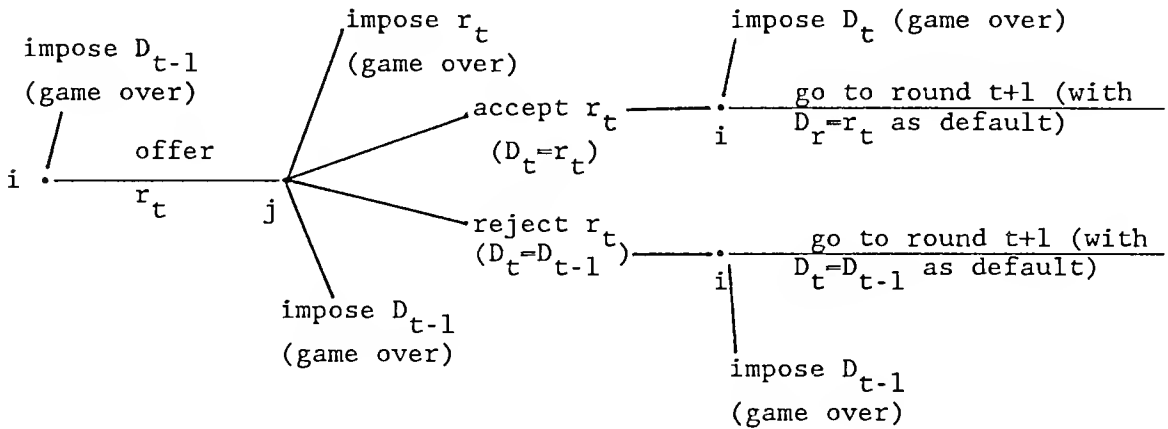 impose D_{t-1}
(game over)
i
offer
r_t
j
impose r_t
(game over)
accept r_t
(D_t=r_t)
reject r_t
(D_t=D_{t-1})
impose D_{t-1}
(game over)
impose D_t (game over)
i
go to round t+1 (with
D_r=r_t as default)
i
go to round t+1 (with
D_t=D_{t-1} as default)
impose D_{t-1}
(game over)